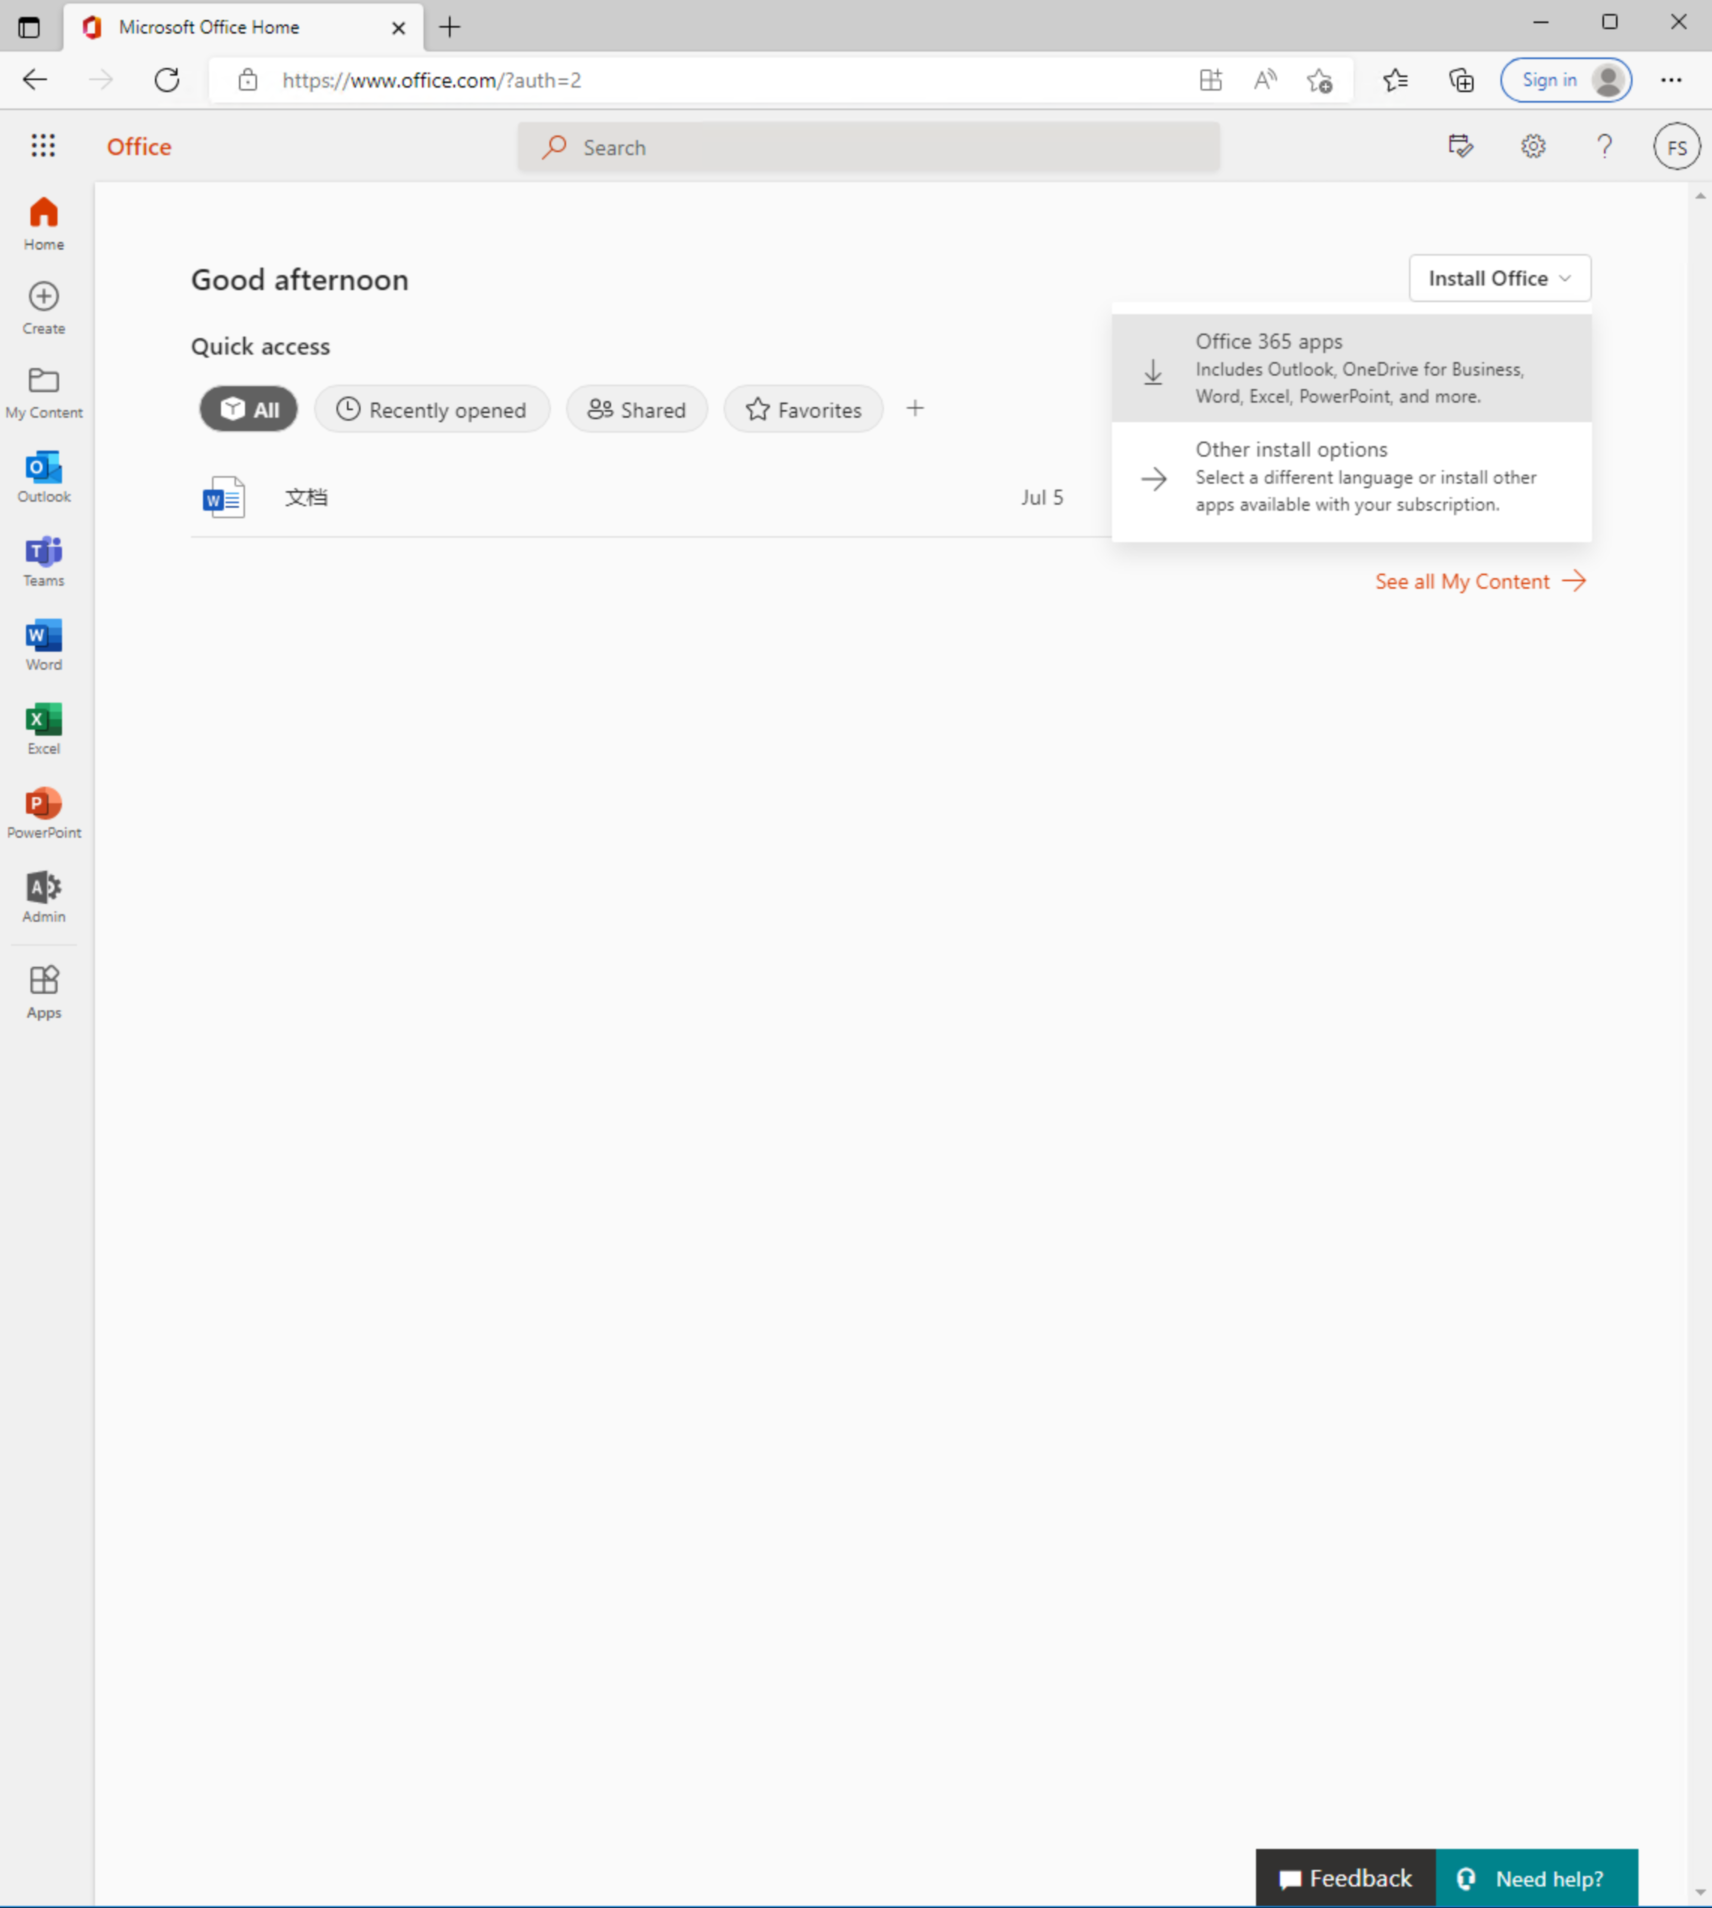 Microsoft Office Home
https://www.office.com/?auth=2
Sign in
Office
Search
FS
Home
Create
My Content
Outlook
Teams
Word
Excel
PowerPoint
Admin
Apps
Good afternoon
Install Office
Quick access
All
Recently opened
Shared
Favorites
文档
Jul 5
Office 365 apps
Includes Outlook, OneDrive for Business,
Word, Excel, PowerPoint, and more.
Other install options
Select a different language or install other
apps available with your subscription.
See all My Content
Feedback
Need help?